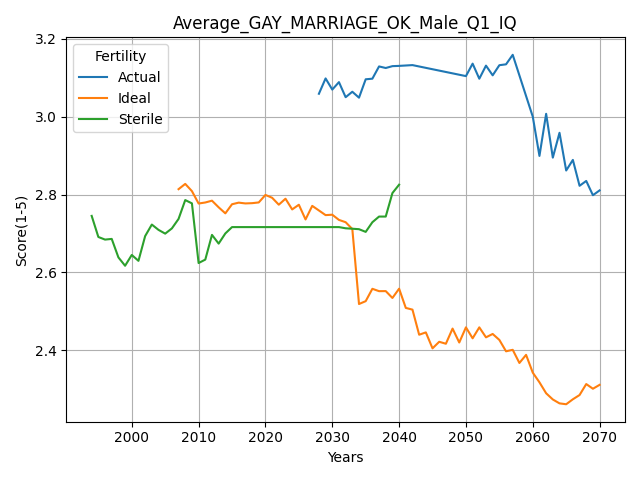 Average_GAY_MARRIAGE_OK_Male_Q1_IQ
Fertility
Actual
Ideal
Sterile
Score(1-5)
3.2
3.0
2.8
2.6
2.4
2000 2010 2020 2030 2040 2050 2060 2070
Years